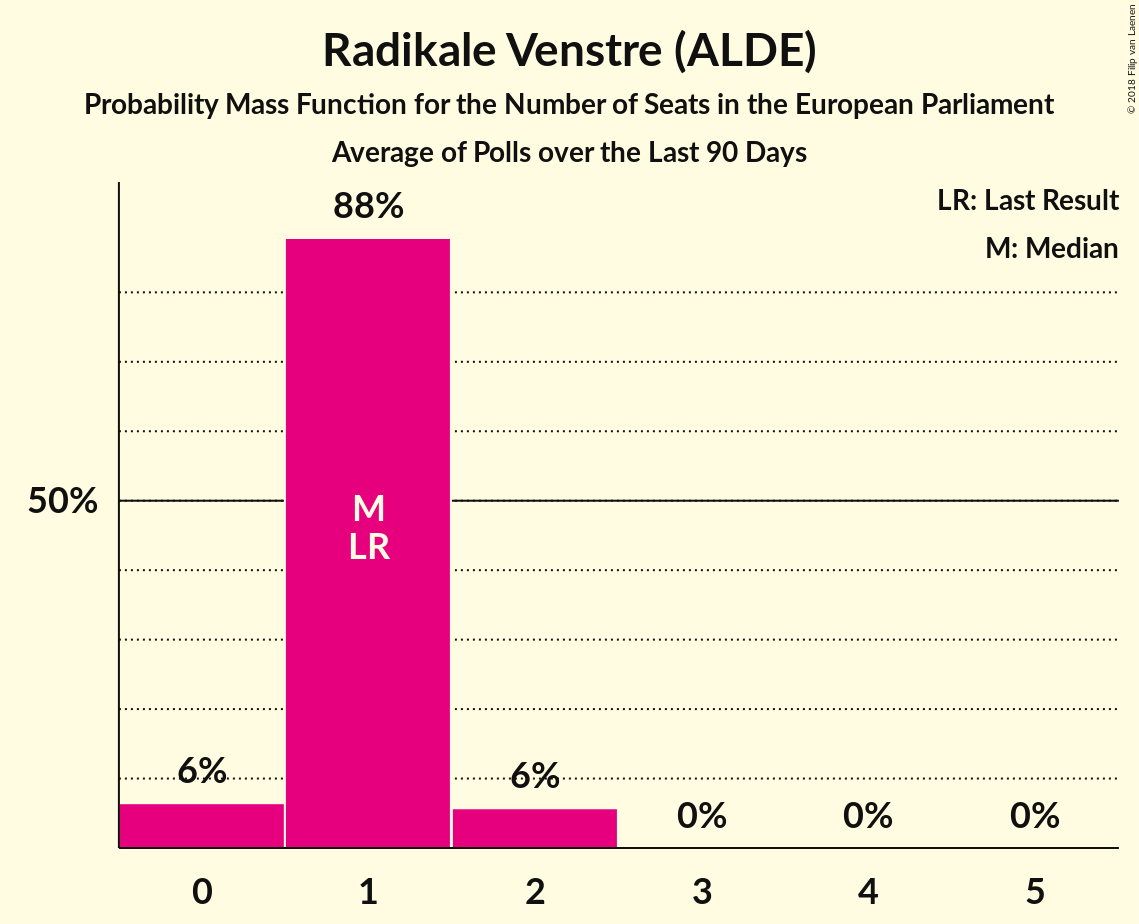 Radikale Venstre (ALDE)
Probability Mass Function for the Number of Seats in the European Parliament
Average of Polls over the Last 90 Days
© 2018 Filip van Laenen
LR: Last Result
M: Median
88%
50%
M
LR
6%
6%
0%
0%
0%
0
1
2
3
4
5